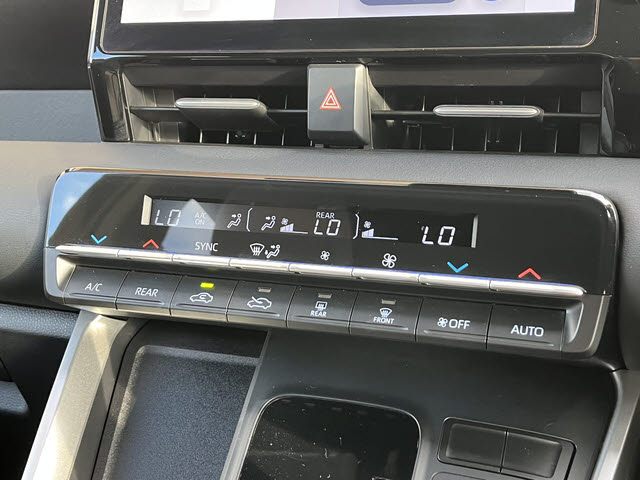 REAR
LO A/C ON LO LO
SYNC
A/C REAR REAR FRONT OFF AUTO